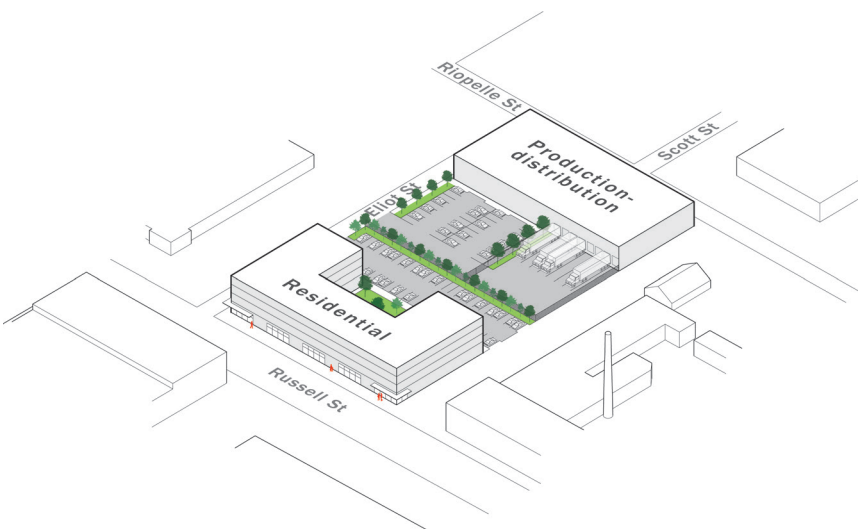 Riopelle St
Scott St
Production-
distribution
Eliot St
Residential
Russell St